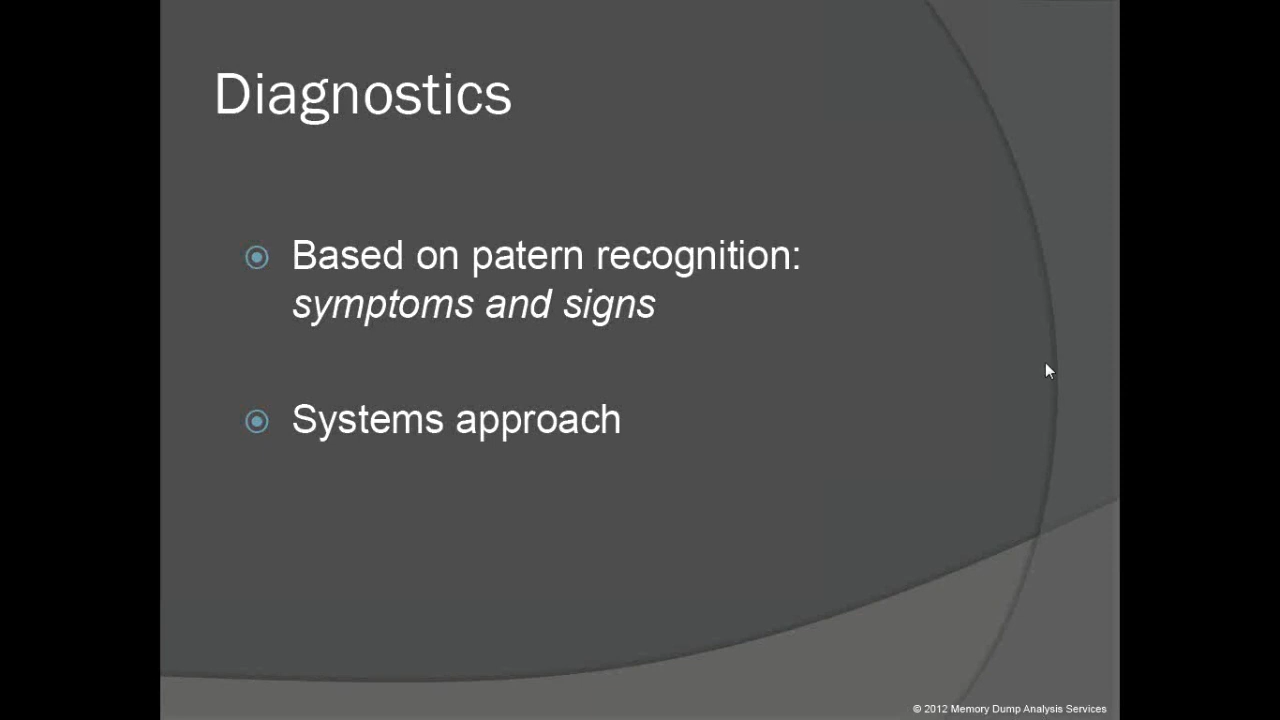 Diagnostics
Based on patern recognition:
symptoms and signs
Systems approach
© 2012 Memory Dump Analysis Services